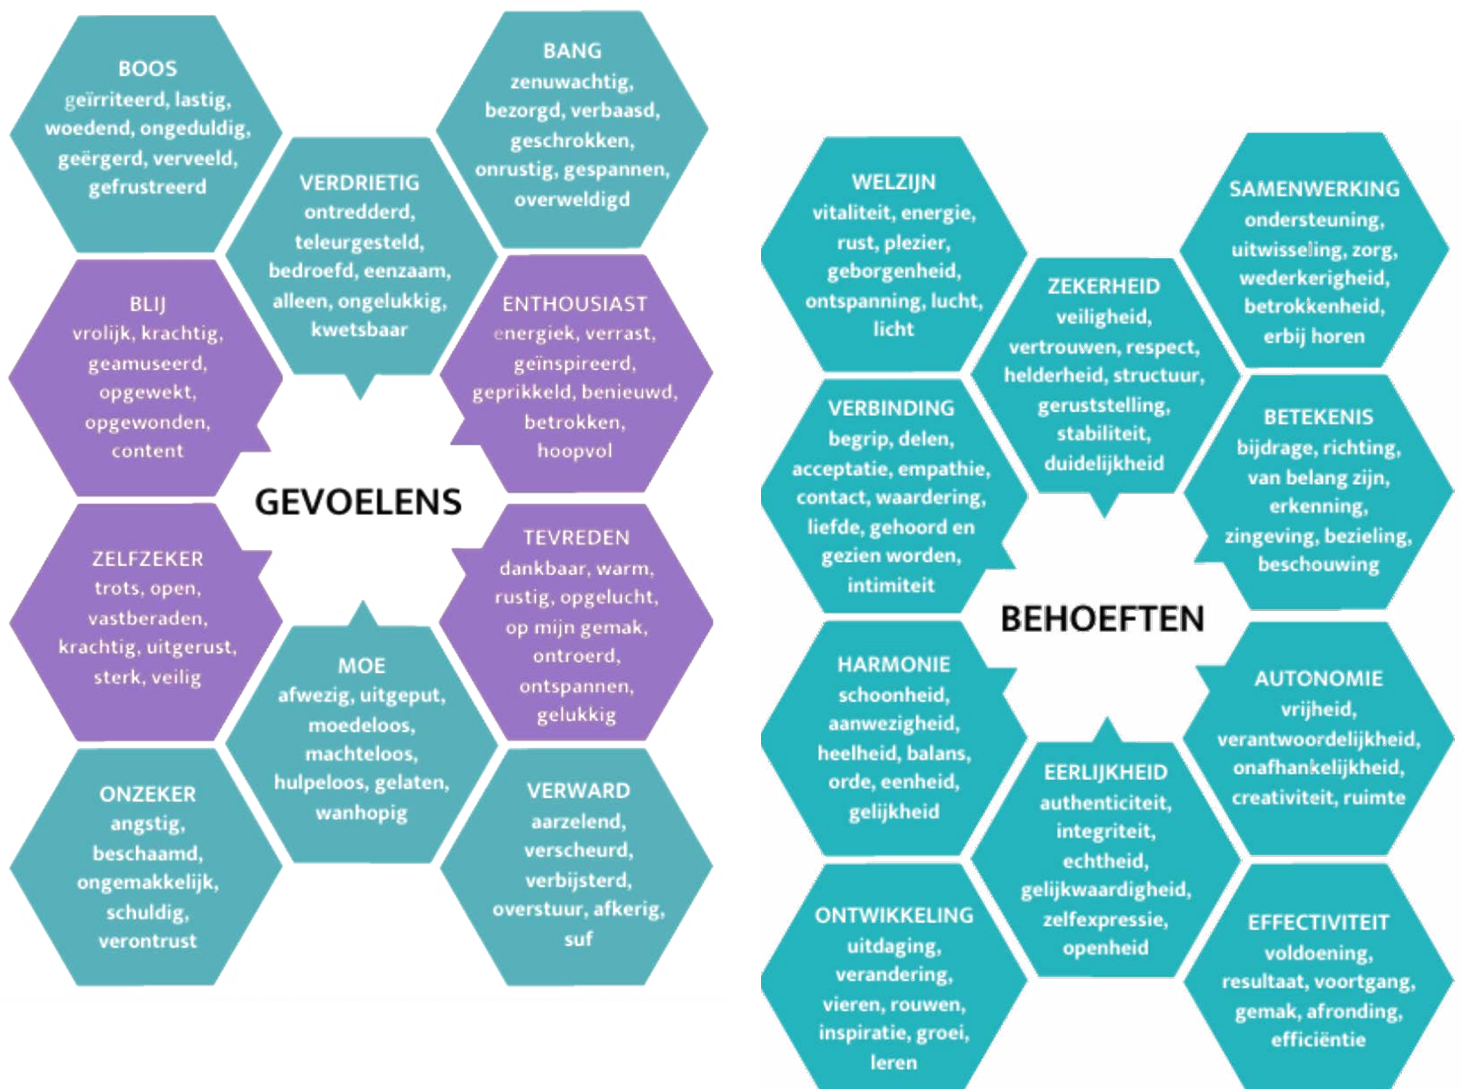 BOOS
geïrriteerd, lastig,
woedend, ongeduldig,
geërgerd, verveeld,
gefrustreerd
BANG
zenuwachtig,
bezorgd, verbaasd,
geschrokken,
onrustig, gespannen,
overweldigd
VERDRIETIG
ontredderd,
teleurgesteld,
bedroefd, eenzaam,
alleen, ongelukkig,
kwetsbaar
BLIJ
vrolijk, krachtig,
geamuseerd,
opgewekt,
opgewonden,
content
ENTHOUSIAST
energiek, verrast,
geïnspireerd,
geprikkeld, benieuwd,
betrokken,
hoopvol
GEVOELENS
ZELFZEKER
trots, open,
vastberaden,
krachtig, uitgerust,
sterk, veilig
TEVREDEN
dankbaar, warm,
rustig, opgelucht,
op mijn gemak,
ontroerd,
ontspannen,
gelukkig
MOE
afwezig, uitgeput,
moedeloos,
machteloos,
hulpeloos, gelaten,
wanhopig
ONZEKER
angstig,
beschaamd,
ongemakkelijk,
schuldig,
verontrust
VERWARD
aarzelend,
verscheurd,
verbijsterd,
overstuur, afkerig,
suf
WELZIJN
vitaliteit, energie,
rust, plezier,
geborgenheid,
ontspanning, lucht,
licht
SAMENWERKING
ondersteuning,
uitwisseling, zorg,
wederkerigheid,
betrokkenheid,
erbij horen
ZEKERHEID
veiligheid,
vertrouwen, respect,
helderheid, structuur,
geruststelling,
stabiliteit,
duidelijkheid
VERBINDING
begrip, delen,
acceptatie, empathie,
contact, waardering,
liefde, gehoord en
gezien worden,
intimiteit
BETEKENIS
bijdrage, richting,
van belang zijn,
erkenning,
zingeving, bezieling,
beschouwing
BEHOEFTEN
HARMONIE
schoonheid,
aanwezigheid,
heelheid, balans,
orde, eenheid,
gelijkheid
AUTONOMIE
vrijheid,
verantwoordelijkheid,
onafhankelijkheid,
creativiteit, ruimte
EERLIJKHEID
authenticiteit,
integriteit,
echtheid,
gelijkwaardigheid,
zelfexpressie,
openheid
ONTWIKKELING
uitdaging,
verandering,
vieren, rouwen,
inspiratie, groei,
leren
EFFECTIVITEIT
voldoening,
resultaat, voortgang,
gemak, afronding,
efficiëntie